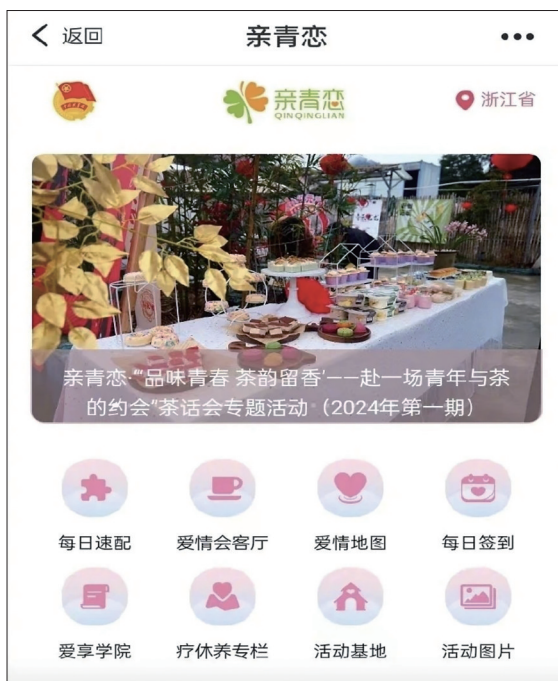 返回
亲青恋
亲青恋
QINQINGLIAN
浙江省
亲青恋·“品味青春 茶韵留香’——赴一场青年与茶
的约会”茶话会专题活动（2024年第一期）
每日速配
爱情会客厅
爱情地图
每日签到
爱享学院
疗休养专栏
活动基地
活动图片